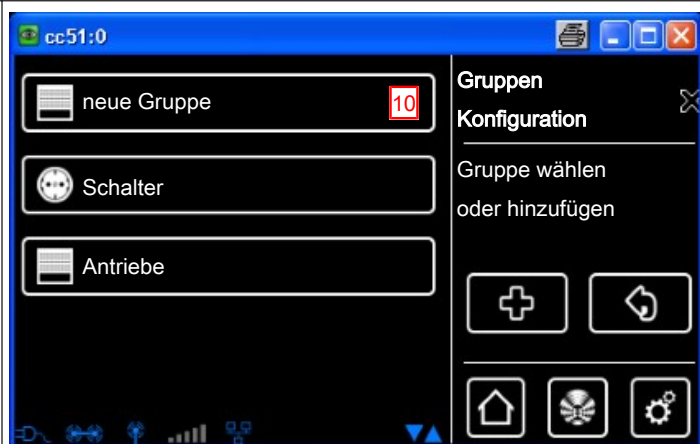 cc51:0
neue Gruppe
10
Schalter
Antriebe
Gruppen
Konfiguration
Gruppe wählen
oder hinzufügen